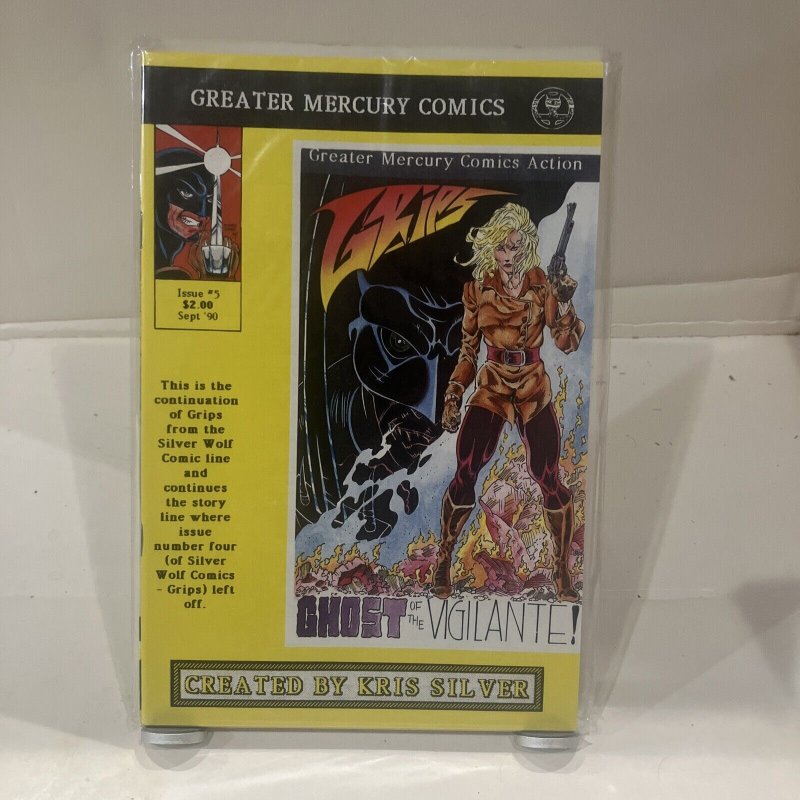 GREATER MERCURY COMICS
Greater Mercury Comics Action
GRIPS
Issue #5
$2.00
Sept '90
This is the
continuation
of Grips
from the
Silver Wolf
Comic line
and
continues
the story
line where
issue
number four
(of Silver
Wolf Comics
- Grips) left
off.
GHOST OF THE VIGILANTE!
CREATED BY KRIS SILVER